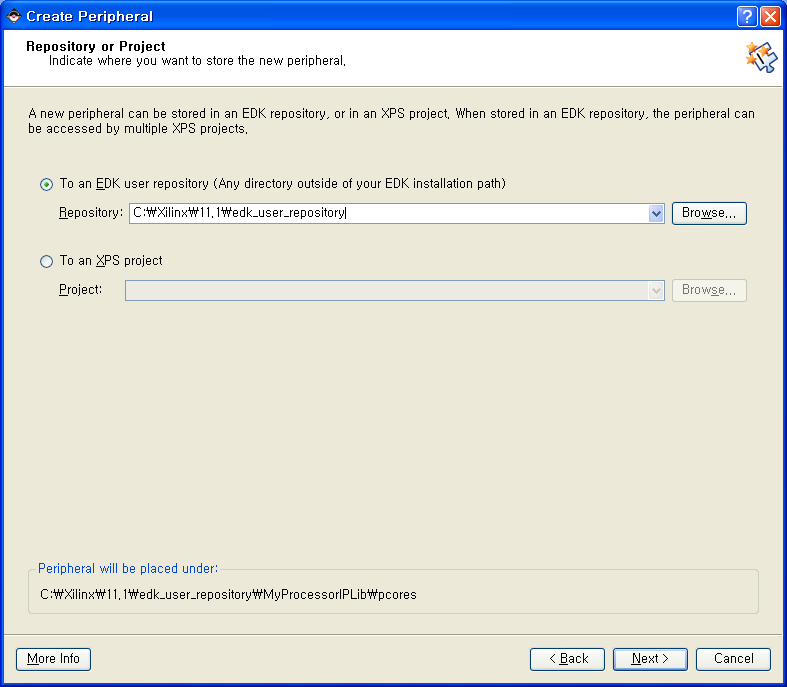 Create Peripheral
Repository or Project
Indicate where you want to store the new peripheral.
A new peripheral can be stored in an EDK repository, or in an XPS project. When stored in an EDK repository, the peripheral can
be accessed by multiple XPS projects.
To an EDK user repository (Any directory outside of your EDK installation path)
Repository: C:₩Xilinx₩11.1₩edk_user_repository Browse...
To an XPS project
Project: Browse...
Peripheral will be placed under:
C:₩Xilinx₩11.1₩edk_user_repository₩MyProcessorIPLib₩pcores
More Info < Back Next > Cancel